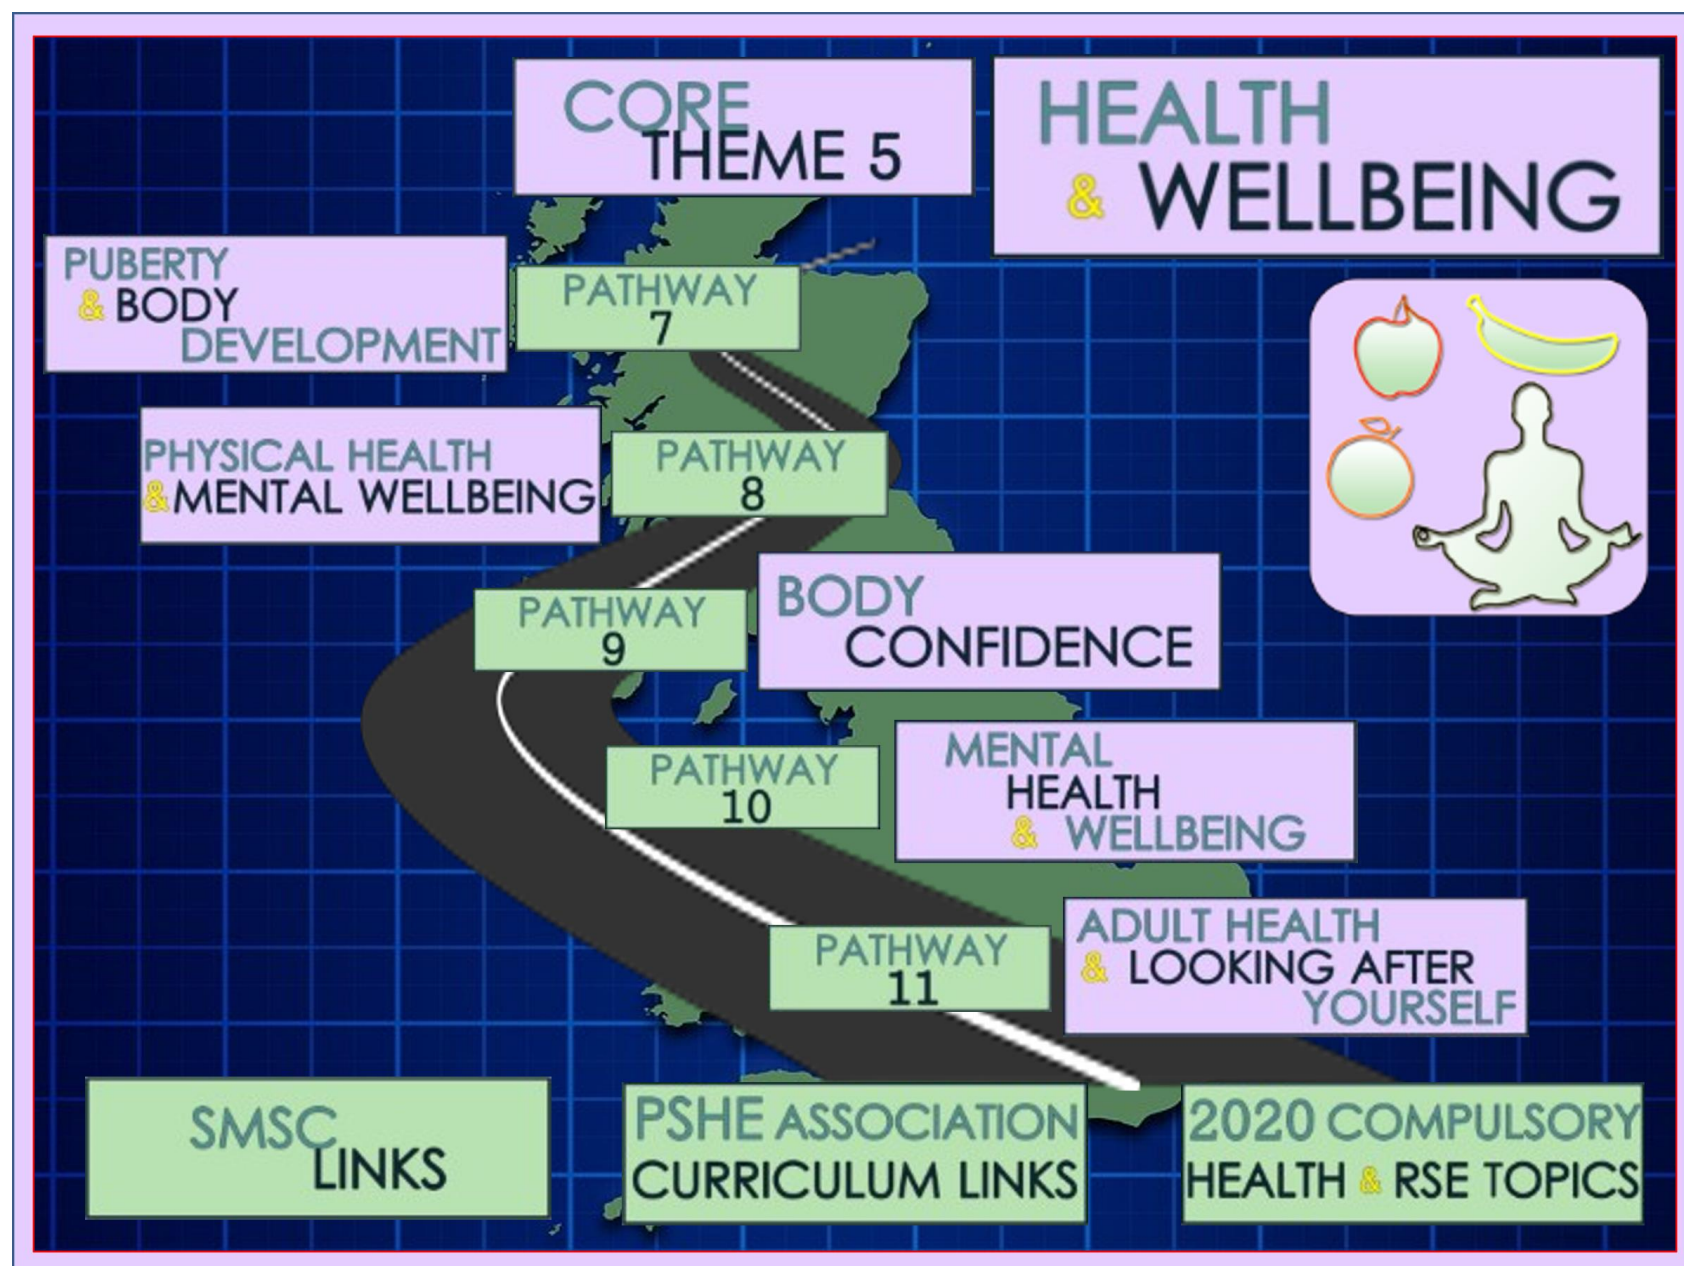 CORE
THEME 5
HEALTH
& WELLBEING
PUBERTY
& BODY
DEVELOPMENT
PATHWAY
7
PHYSICAL HEALTH
&MENTAL WELLBEING
PATHWAY
8
PATHWAY
9
BODY
CONFIDENCE
PATHWAY
10
MENTAL
HEALTH
& WELLBEING
PATHWAY
11
ADULT HEALTH
& LOOKING AFTER
YOURSELF
SMSC
LINKS
PSHE ASSOCIATION
CURRICULUM LINKS
2020 COMPULSORY
HEALTH & RSE TOPICS